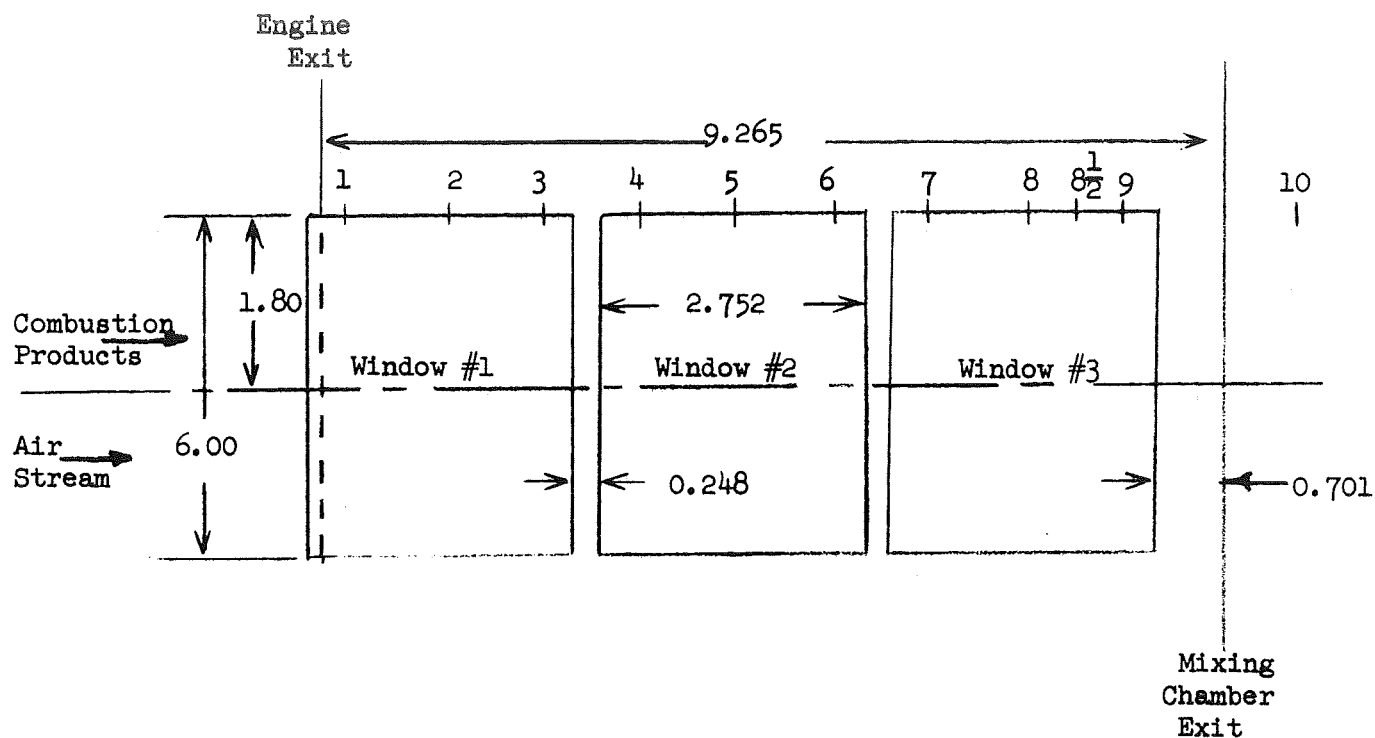 Engine
Exit
9.265
1 2 3 4 5 6 7 8 8 1/2 9 10
1.80
2.752
Combustion
Products
Window #1 Window #2 Window #3
Air
Stream
6.00
0.248
0.701
Mixing
Chamber
Exit